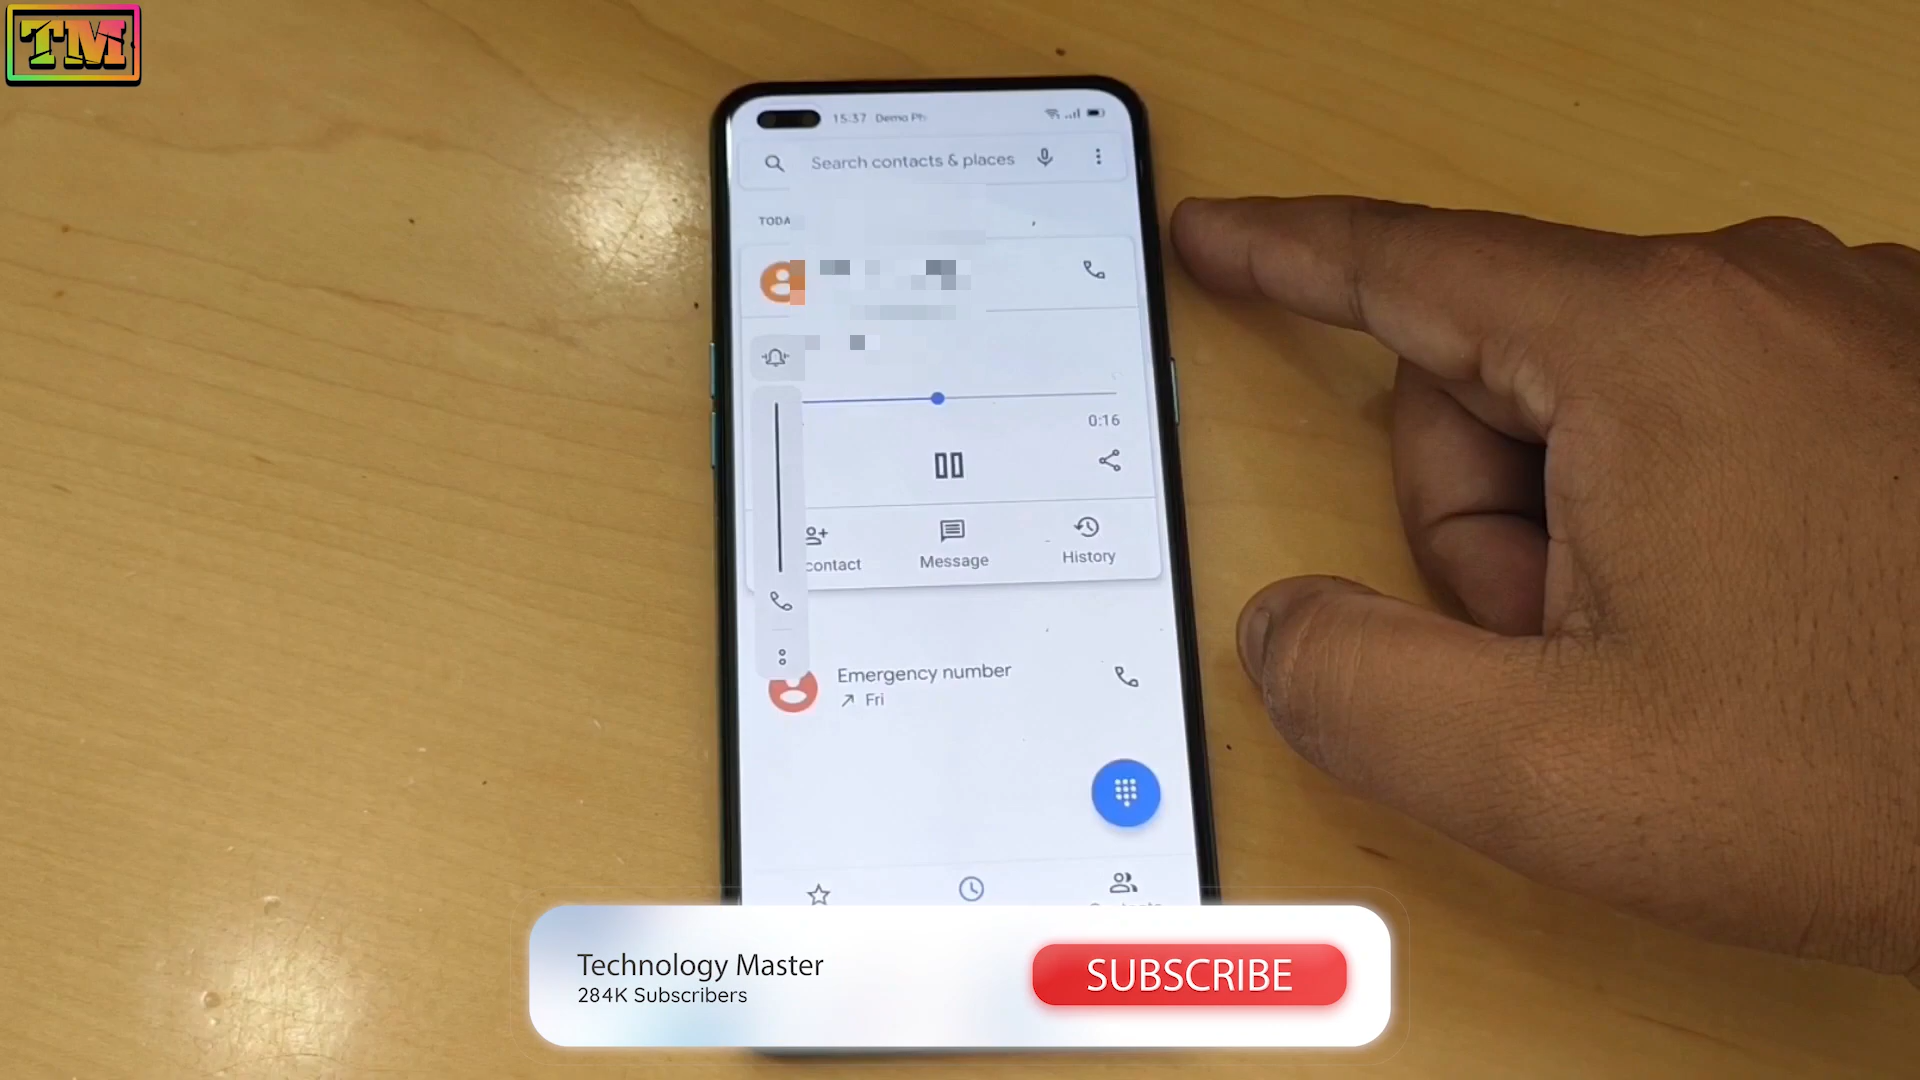 TM
15:37 Demo Ph
Search contacts & places
TODA
0:16
contact
Message
History
Emergency number
Fri
Technology Master
284K Subscribers
SUBSCRIBE